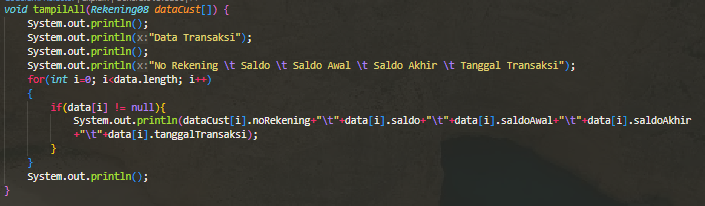 void tampilAll(Rekening08 dataCust[]) {
System.out.println();
System.out.println(x:"Data Transaksi");
System.out.println();
System.out.println(x:"No Rekening \t Saldo \t Saldo Awal \t Saldo Akhir \t Tanggal Transaksi");
for(int i=0; i<data.length; i++)
{
if(data[i] != null){
System.out.println(dataCust[i].noRekening+"\t"+data[i].saldo+"\t"+data[i].saldoAwal+"\t"+data[i].saldoAkhir
+"\t"+data[i].tanggalTransaksi);
}
}
System.out.println();
}